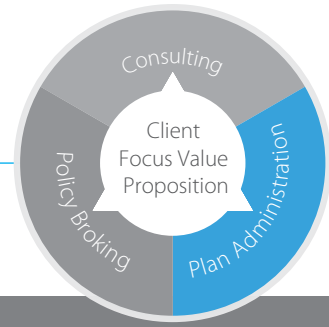 Consulting
Client
Focus Value
Proposition
Policy Broking
Plan Administration